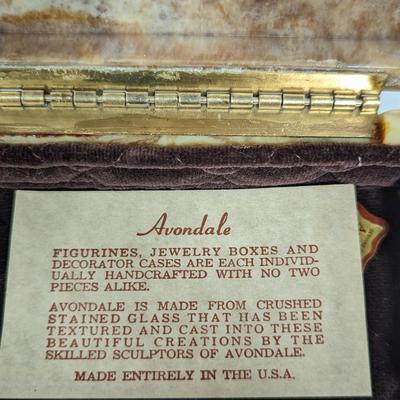 Avondale
FIGURINES, JEWELRY BOXES AND
DECORATOR CASES ARE EACH INDIVID-
UALLY HANDCRAFTED WITH NO TWO
PIECES ALIKE.
AVONDALE IS MADE FROM CRUSHED
STAINED GLASS THAT HAS BEEN
TEXTURED AND CAST INTO THESE
BEAUTIFUL CREATIONS BY THE
SKILLED SCULPTORS OF AVONDALE.
MADE ENTIRELY IN THE U.S.A.